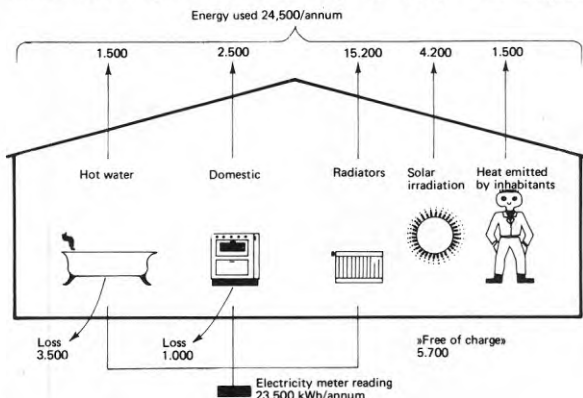 Energy used 24,500/annum
1.500 2.500 15.200 4.200 1.500
Hot water Domestic Radiators Solar irradiation Heat emitted by inhabitants
Loss
3.500
Loss
1.000
»Free of charge»
5.700
Electricity meter reading
23.500 kWh/annum